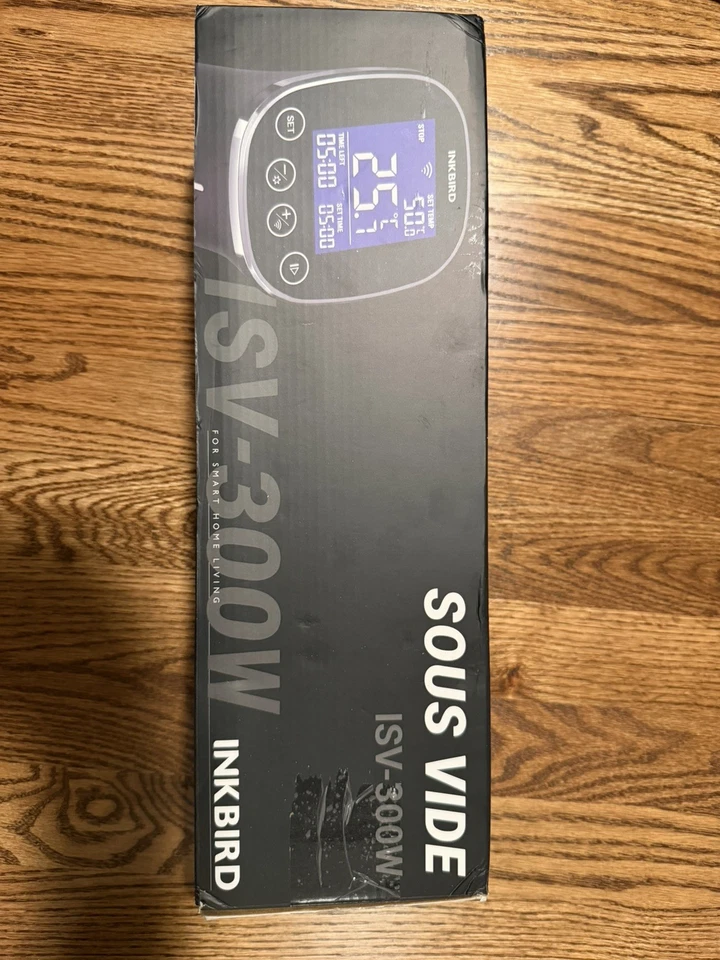 INKBIRD
STOP
SET TEMP
50.0
°C
25.4
°C
°F
TIME LEFT
SET TIME
05:00
05:00
SET
ISV-300W
FOR SMART HOME LIVING
SOUS VIDE
ISV-300W
INKBIRD